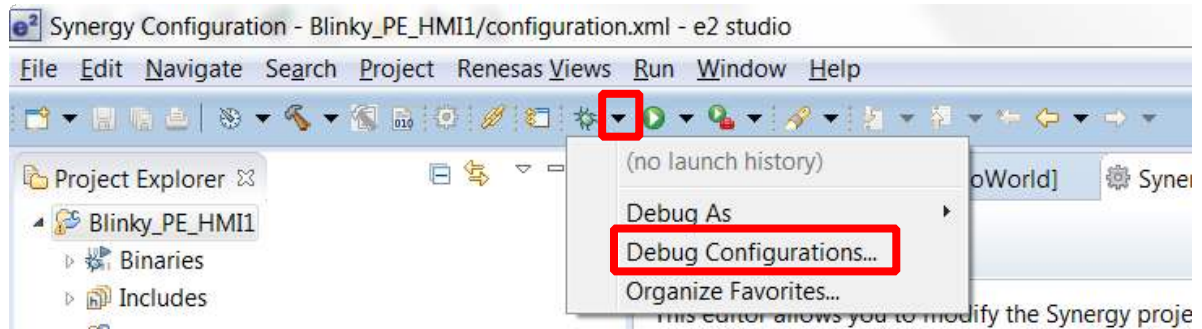 e² Synergy Configuration - Blinky_PE_HMI1/configuration.xml - e2 studio
File Edit Navigate Search Project Renesas Views Run Window Help
010
Project Explorer
(no launch history)
oWorld]
Syner
Blinky_PE_HMI1
Debug As
Binaries
Debug Configurations...
Includes
Organize Favorites...
This editor allows you to modify the Synergy proje